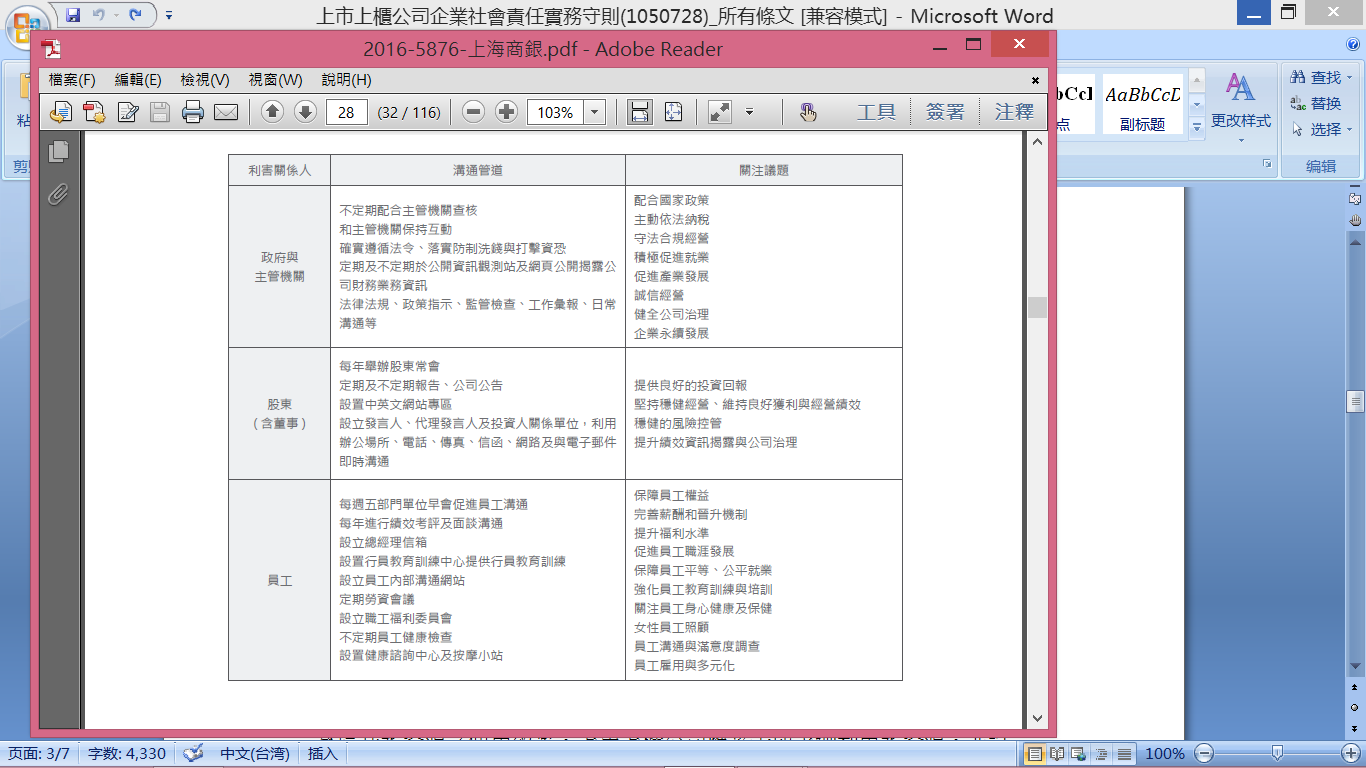 上市上櫃公司企業社會責任實務守則(1050728)_所有條文 [兼容模式] - Microsoft Word
2016-5876-上海商銀.pdf - Adobe Reader
檔案(F) 編輯(E) 檢視(V) 視窗(W) 說明(H)
28 (32 / 116) 103% 工具 簽署 注釋
AaBbCcD
副标题
更改样式
查找
替换
选择
编辑
利害關係人 溝通管道 關注議題
政府與
主管機關
不定期配合主管機關查核
和主管機關保持互動
確實遵循法令、落實防制洗錢與打擊資恐
定期及不定期於公開資訊觀測站及網頁公開揭露公
司財務業務資訊
法律法規、政策指示、監管檢查、工作彙報、日常
溝通等
配合國家政策
主動依法納稅
守法合規經營
積極促進就業
促進產業發展
誠信經營
健全公司治理
企業永續發展
股東
（含董事）
每年舉辦股東常會
定期及不定期報告、公司公告
設置中英文網站專區
設立發言人、代理發言人及投資人關係單位，利用
辦公場所、電話、傳真、信函、網路及與電子郵件
即時溝通
提供良好的投資回報
堅持穩健經營、維持良好獲利與經營績效
穩健的風險控管
提升績效資訊揭露與公司治理
員工
每週五部門單位早會促進員工溝通
每年進行績效考評及面談溝通
設立總經理信箱
設置行員教育訓練中心提供行員教育訓練
設立員工內部溝通網站
定期勞資會議
設立職工福利委員會
不定期員工健康檢查
設置健康諮詢中心及按摩小站
保障員工權益
完善薪酬和晉升機制
提升福利水準
促進員工職涯發展
保障員工平等、公平就業
強化員工教育訓練與培訓
關注員工身心健康及保健
女性員工照顧
員工溝通與滿意度調查
員工雇用與多元化
页面: 3/7 字数: 4,330 中文(台湾) 插入 100%